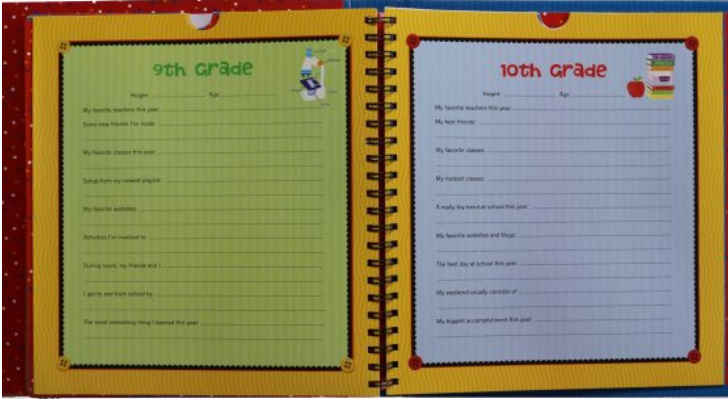 9th Grade
Height Age
My favorite teachers this year
Some new friends I've made
My favorite classes this year
Songs from my newest playlist
My favorite websites
Activities I'm involved in
During lunch, my friends and I
I get to and from school by
The most interesting thing I learned this year
10th Grade
Height Age
My favorite teachers this year
My best friends
My favorite classes
My hardest classes
A really big trend at school this year
My favorite websites and blogs
The best day at school this year
My weekend usually consists of
My biggest accomplishment this year